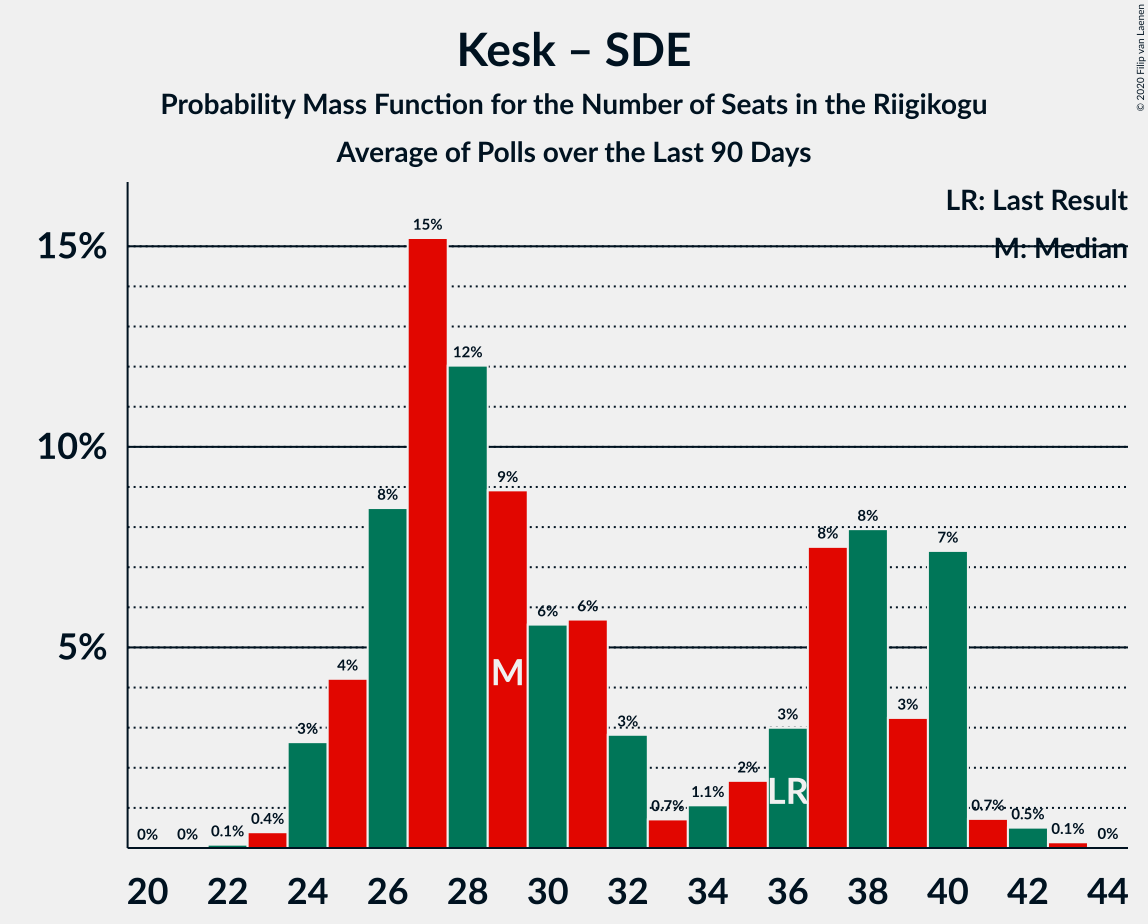 Kesk – SDE
Probability Mass Function for the Number of Seats in the Riigikogu
Average of Polls over the Last 90 Days
© 2020 Filip van Laenen
LR: Last Result
M: Median
15%
10%
5%
0% 0% 0.1% 0.4% 3% 4% 8% 15% 12% 9% 6% 6% 3% 0.7% 1.1% 2% 3% 8% 8% 3% 7% 0.7% 0.5% 0.1% 0%
M
LR
20 22 24 26 28 30 32 34 36 38 40 42 44